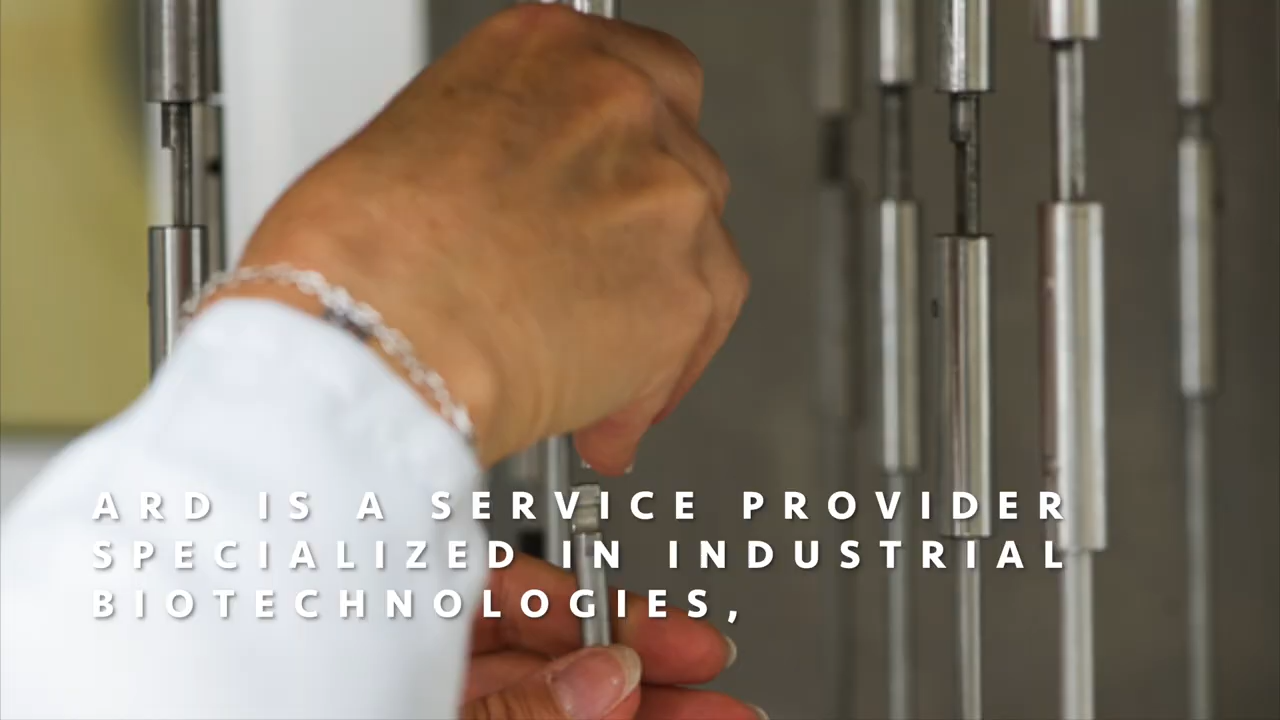 ARD IS A SERVICE PROVIDER
SPECIALIZED IN INDUSTRIAL
BIOTECHNOLOGIES,